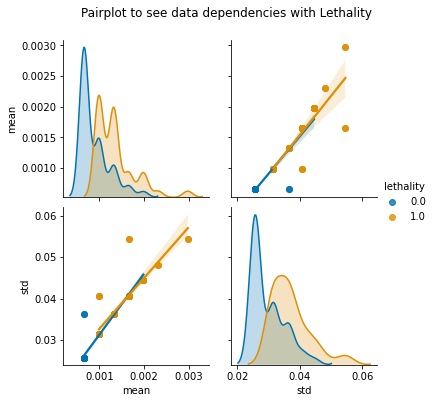 Pairplot to see data dependencies with Lethality
0.0030
0.0025
0.0020
0.0015
0.0010
mean
lethality
0.0
1.0
0.06
0.05
0.04
0.03
std
0.001 0.002 0.003
mean
0.02 0.04 0.06
std